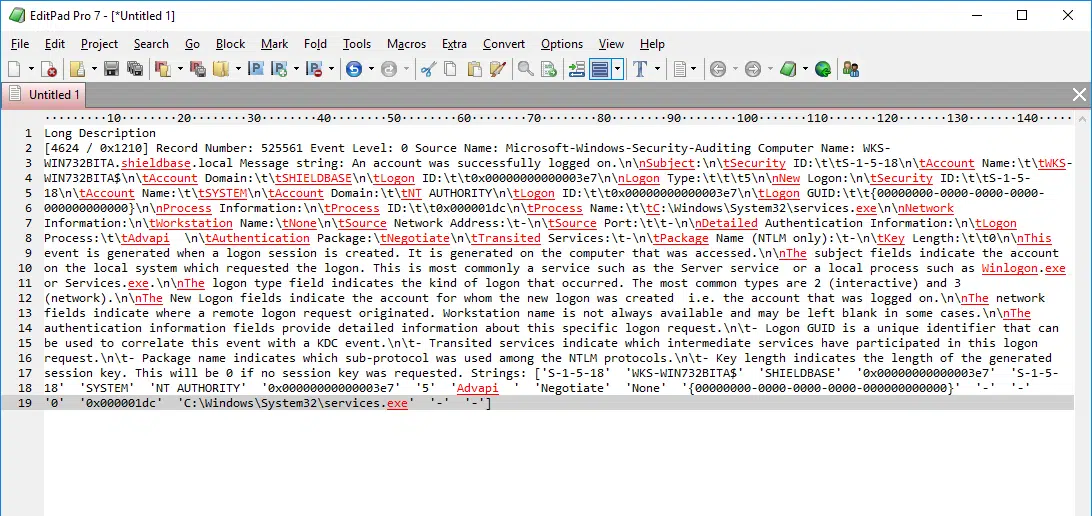 EditPad Pro 7 - [*Untitled 1]
File Edit Project Search Go Block Mark Fold Tools Macros Extra Convert Options View Help
Untitled 1
10 20 30 40 50 60 70 80 90 100 110 120 130 140
1 Long Description
2 [4624 / 0x1210] Record Number: 525561 Event Level: 0 Source Name: Microsoft-Windows-Security-Auditing Computer Name: WKS-
3 WIN732BITA.shieldbase.local Message string: An account was successfully logged on.\n\nSubject:\n\tSecurity ID:\t\tS-1-5-18\n\tAccount Name:\t\tWKS-
4 WIN732BITA$\n\tAccount Domain:\t\tSHIELDBASE\n\tLogon ID:\t\t0x00000000000003e7\n\nLogon Type:\t\t\t5\n\nNew Logon:\n\tSecurity ID:\t\tS-1-5-
5 18\n\tAccount Name:\t\tSYSTEM\n\tAccount Domain:\t\tNT AUTHORITY\n\tLogon ID:\t\t0x00000000000003e7\n\tLogon GUID:\t\t{00000000-0000-0000-0000-
6 000000000000}\n\nProcess Information:\n\tProcess ID:\t\t0x000001dc\n\tProcess Name:\t\tC:\Windows\System32\services.exe\n\nNetwork
7 Information:\n\tWorkstation Name:\tNone\n\tSource Network Address:\t-\n\tSource Port:\t\t-\n\nDetailed Authentication Information:\n\tLogon
8 Process:\t\tAdvapi  \n\tAuthentication Package:\tNegotiate\n\tTransited Services:\t-\n\tPackage Name (NTLM only):\t-\n\tKey Length:\t\t0\n\nThis
9 event is generated when a logon session is created. It is generated on the computer that was accessed.\n\nThe subject fields indicate the account
10 on the local system which requested the logon. This is most commonly a service such as the Server service  or a local process such as Winlogon.exe
11 or Services.exe.\n\nThe logon type field indicates the kind of logon that occurred. The most common types are 2 (interactive) and 3
12 (network).\n\nThe New Logon fields indicate the account for whom the new logon was created  i.e. the account that was logged on.\n\nThe network
13 fields indicate where a remote logon request originated. Workstation name is not always available and may be left blank in some cases.\n\nThe
14 authentication information fields provide detailed information about this specific logon request.\n\t- Logon GUID is a unique identifier that can
15 be used to correlate this event with a KDC event.\n\t- Transited services indicate which intermediate services have participated in this logon
16 request.\n\t- Package name indicates which sub-protocol was used among the NTLM protocols.\n\t- Key length indicates the length of the generated
17 session key. This will be 0 if no session key was requested. Strings: ['S-1-5-18'  'WKS-WIN732BITA$'  'SHIELDBASE'  '0x00000000000003e7'  'S-1-5-
18 18'  'SYSTEM'  'NT AUTHORITY'  '0x00000000000003e7'  '5'  'Advapi  '  'Negotiate'  'None'  '{00000000-0000-0000-0000-000000000000}'  '-'  '-'
19 '0'  '0x000001dc'  'C:\Windows\System32\services.exe'  '-'  '-']